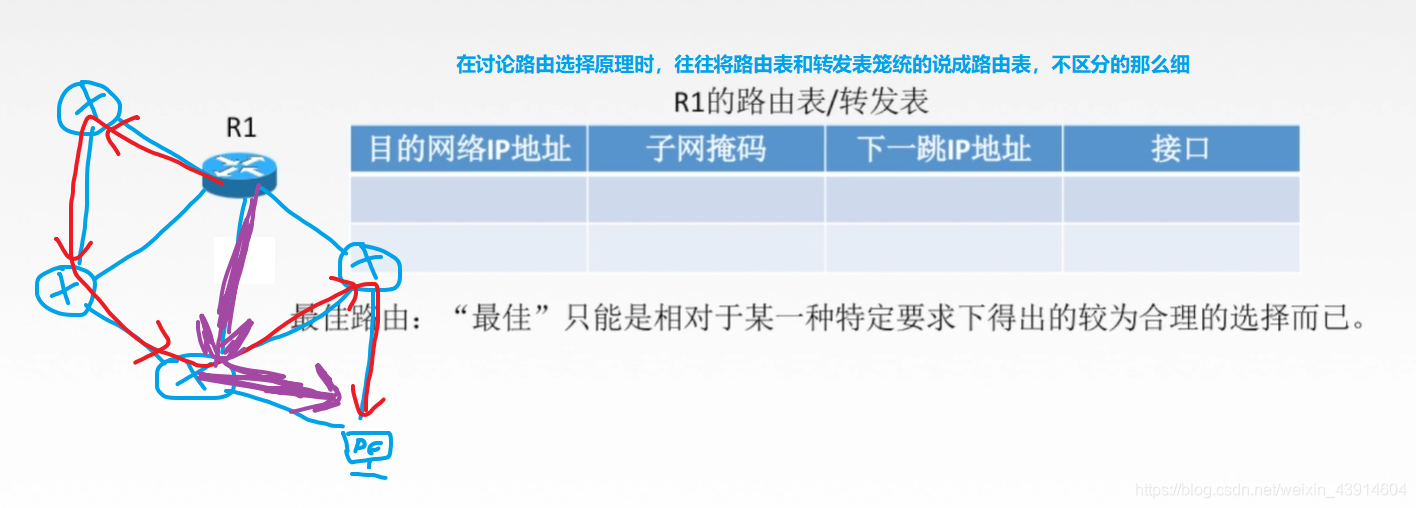 在讨论路由选择原理时，往往将路由表和转发表笼统的说成路由表，不区分的那么细
R1的路由表/转发表
R1
目的网络IP地址 子网掩码 下一跳IP地址 接口
最佳路由：“最佳”只能是相对于某一种特定要求下得出的较为合理的选择而已。
https://blog.csdn.net/weixin_43914604